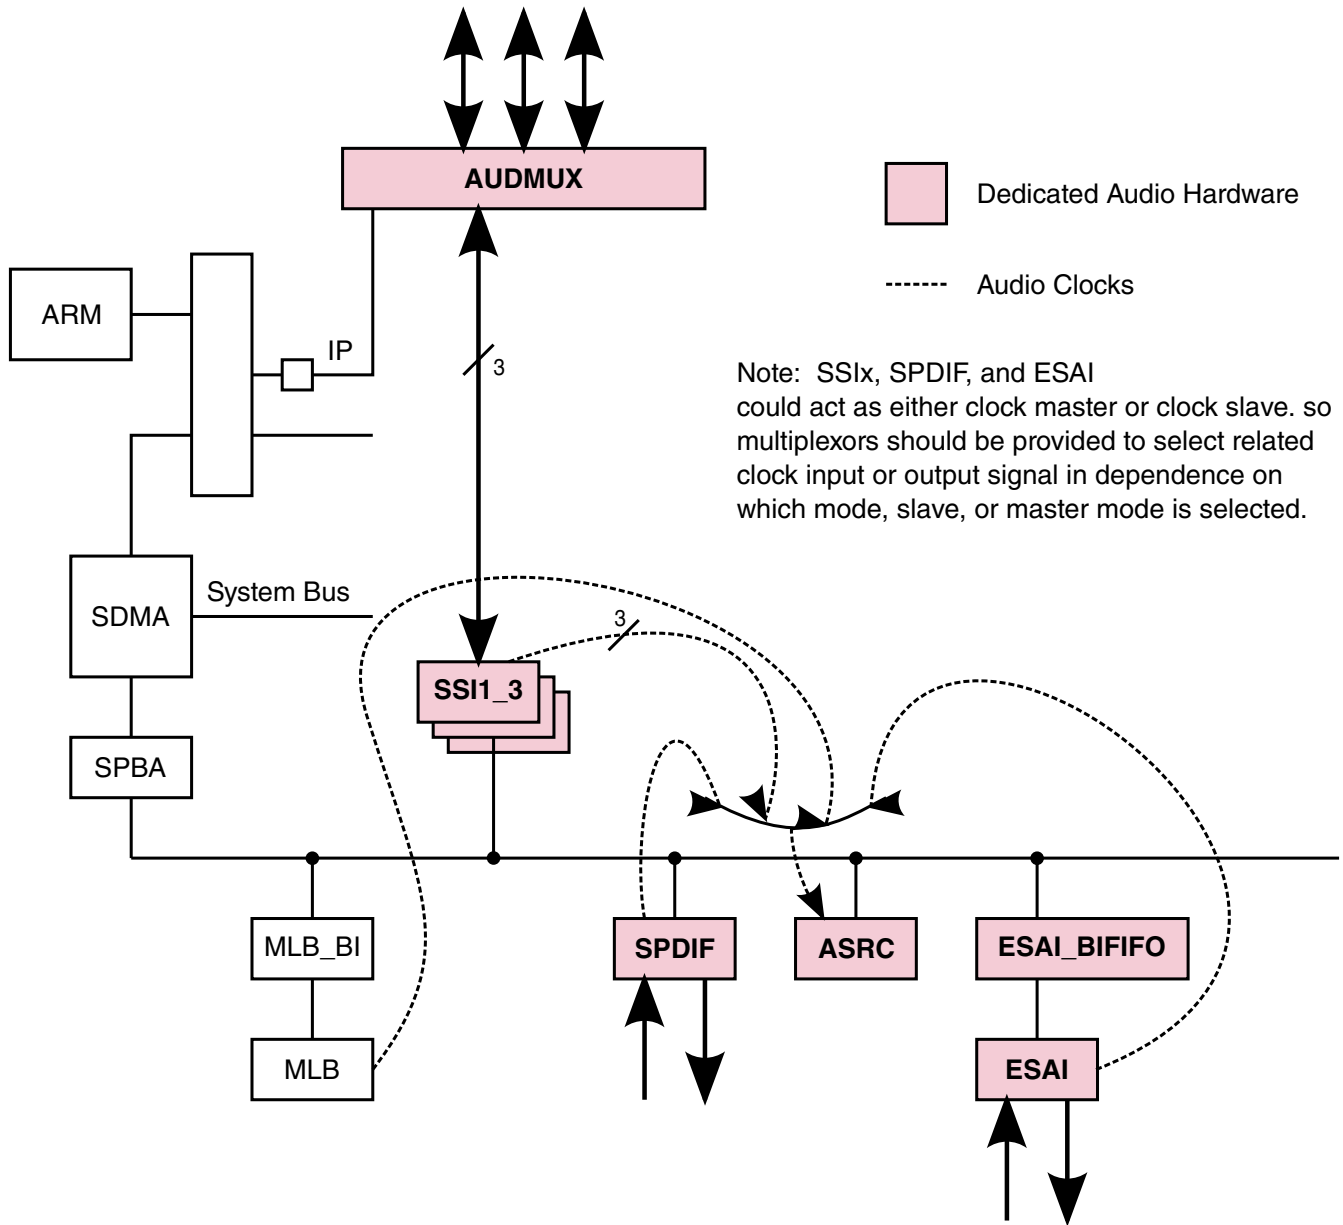 AUDMUX
Dedicated Audio Hardware
Audio Clocks
ARM
IP
3
Note: SSIx, SPDIF, and ESAI
could act as either clock master or clock slave. so
multiplexors should be provided to select related
clock input or output signal in dependence on
which mode, slave, or master mode is selected.
System Bus
SDMA
3
SSI1_3
SPBA
MLB_BI
SPDIF
ASRC
ESAI_BIFIFO
MLB
ESAI